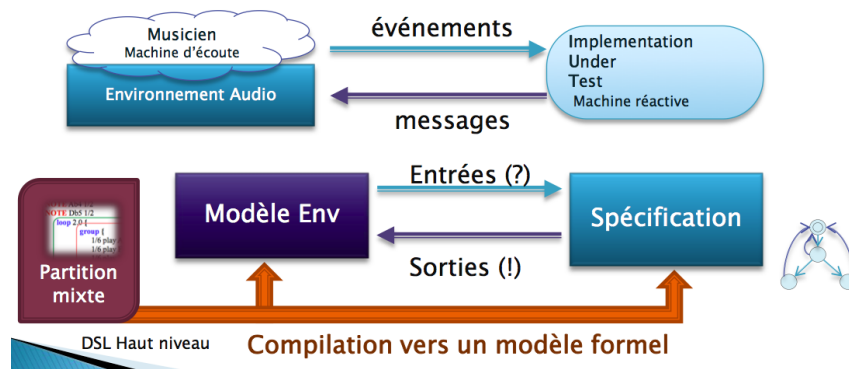 Musicien
Machine d'écoute
Environnement Audio
événements
messages
Implementation
Under
Test
Machine réactive
NOTE Db5 1/2
loop 2.0 {
group {
1/6 play
1/6 pla
Partition
mixte
Modèle Env
Entrées (?)
Sorties (!)
Spécification
DSL Haut niveau
Compilation vers un modèle formel